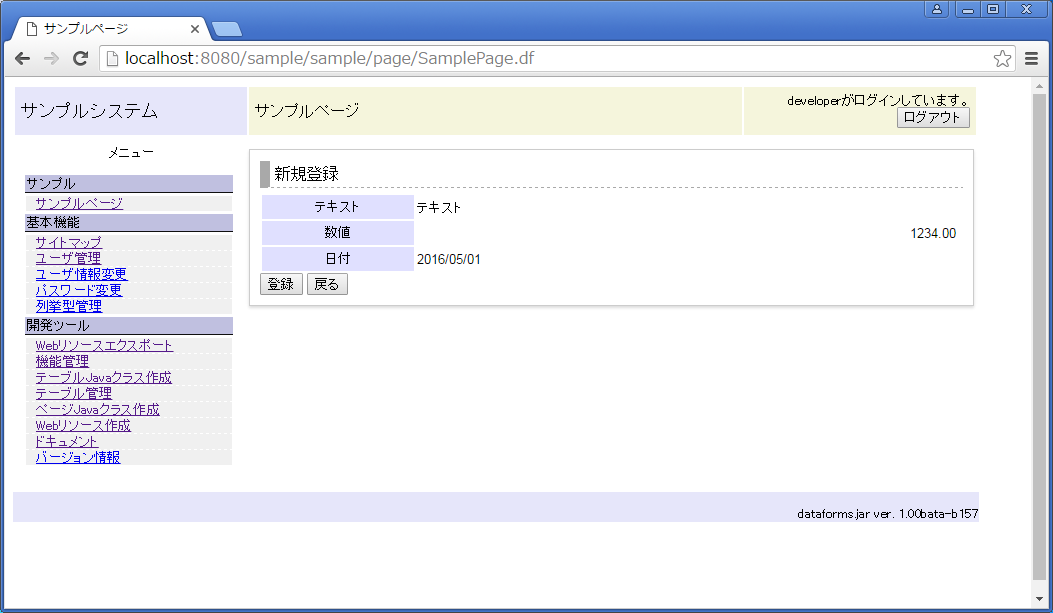 サンプルページ
localhost:8080/sample/sample/page/SamplePage.df
サンプルシステム
サンプルページ
developerがログインしています。
ログアウト
メニュー
サンプル
サンプルページ
基本機能
サイトマップ
ユーザ管理
ユーザ情報変更
パスワード変更
列挙型管理
開発ツール
Webリソースエクスポート
機能管理
テーブルJavaクラス作成
テーブル管理
ページJavaクラス作成
Webリソース作成
ドキュメント
バージョン情報
新規登録
テキスト テキスト
数値 1234.00
日付 2016/05/01
登録 戻る
dataforms.jar ver. 1.00bata-b157